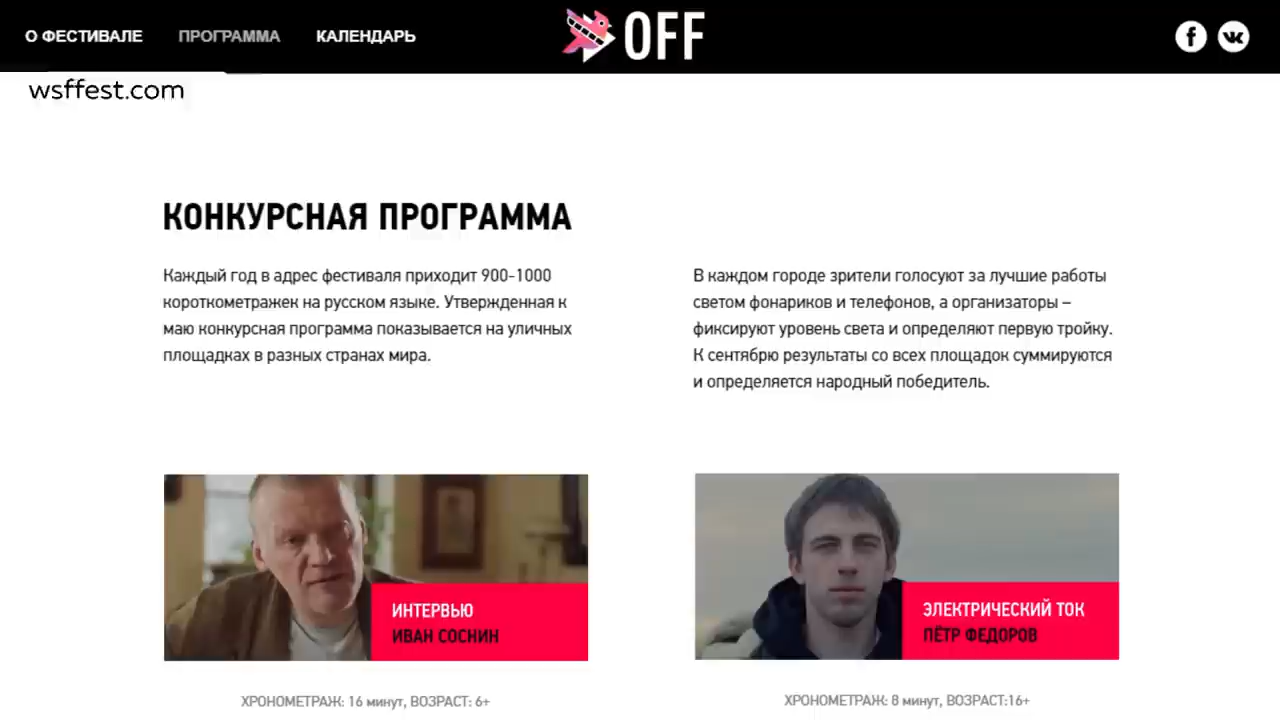 О ФЕСТИВАЛЕ ПРОГРАММА КАЛЕНДАРЬ OFF
wsffest.com
КОНКУРСНАЯ ПРОГРАММА
Каждый год в адрес фестиваля приходит 900-1000
короткометражек на русском языке. Утвержденная к
маю конкурсная программа показывается на уличных
площадках в разных странах мира.
В каждом городе зрители голосуют за лучшие работы
светом фонариков и телефонов, а организаторы –
фиксируют уровень света и определяют первую тройку.
К сентябрю результаты со всех площадок суммируются
и определяется народный победитель.
ИНТЕРВЬЮ
ИВАН СОСНИН
ХРОНОМЕТРАЖ: 16 минут, ВОЗРАСТ: 6+
ЭЛЕКТРИЧЕСКИЙ ТОК
ПЁТР ФЕДОРОВ
ХРОНОМЕТРАЖ: 8 минут, ВОЗРАСТ:16+